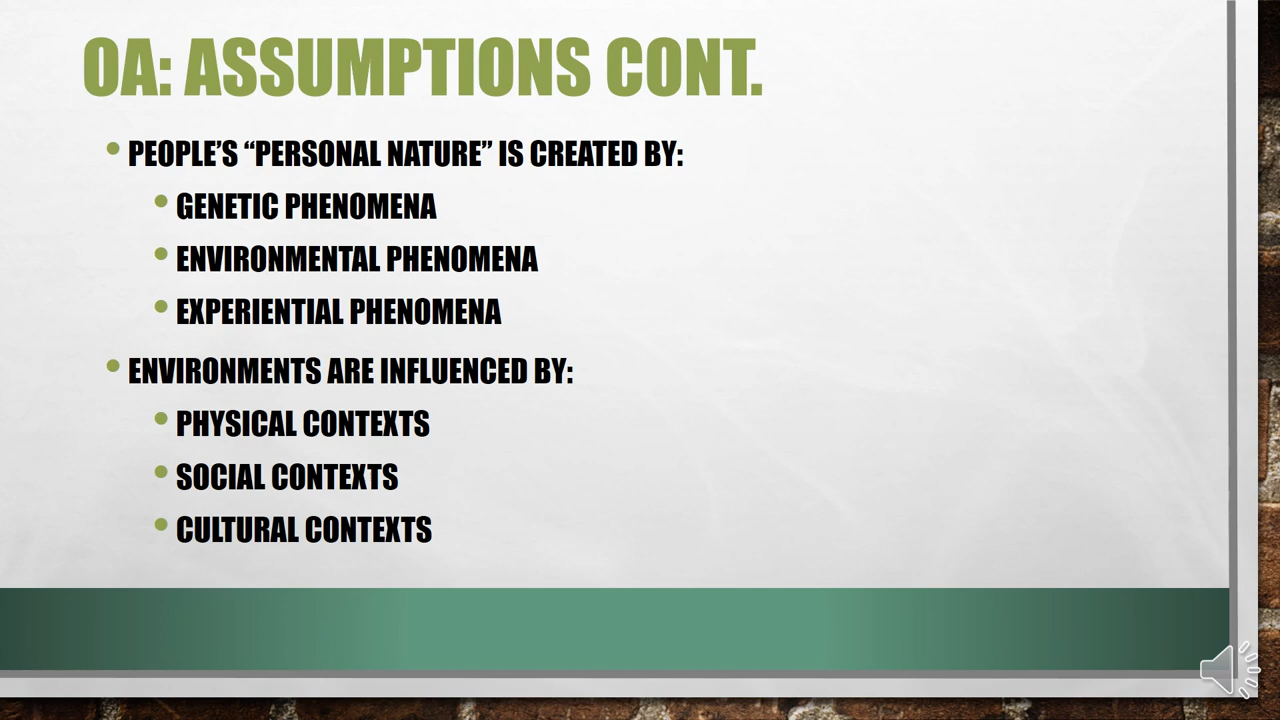 OA: ASSUMPTIONS CONT.
• PEOPLE’S “PERSONAL NATURE” IS CREATED BY:
• GENETIC PHENOMENA
• ENVIRONMENTAL PHENOMENA
• EXPERIENTIAL PHENOMENA
• ENVIRONMENTS ARE INFLUENCED BY:
• PHYSICAL CONTEXTS
• SOCIAL CONTEXTS
• CULTURAL CONTEXTS